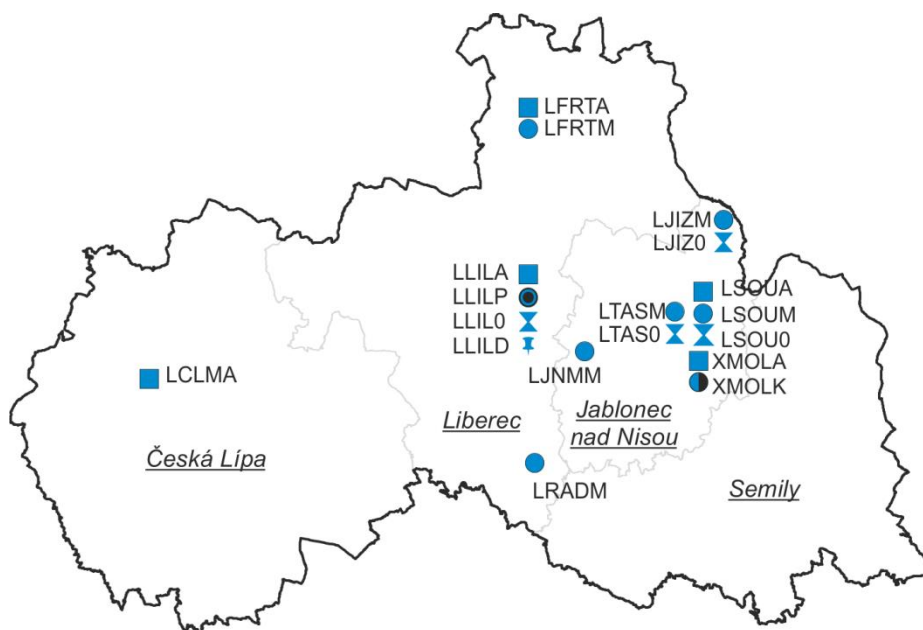 LFRTA
LFRTM
LJIZM
LJIZ0
LLILA
LLILP
LLIL0
LLILD
LSOUA
LTASM
LSOUM
LTAS0
LSOU0
XMOLA
XMOLK
LJNMM
LCLMA
Česká Lípa
Liberec
Jablonec
nad Nisou
LRADM
Semily